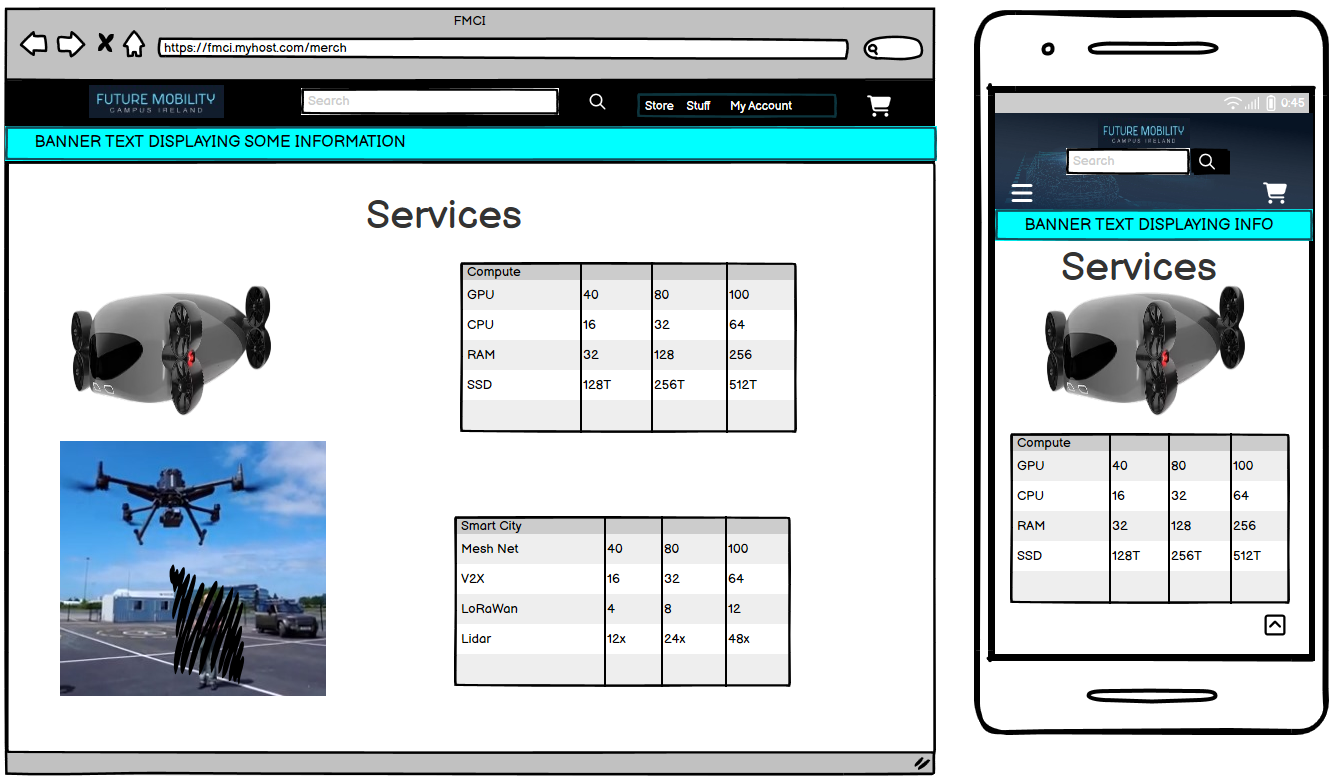 FMCI
https://fmci.myhost.com/merch
FUTURE MOBILITY
CAMPUS IRELAND
Search
Store Stuff My Account
BANNER TEXT DISPLAYING SOME INFORMATION
Services
Compute
GPU 40 80 100
CPU 16 32 64
RAM 32 128 256
SSD 128T 256T 512T
Smart City
Mesh Net 40 80 100
V2X 16 32 64
LoRaWan 4 8 12
Lidar 12x 24x 48x
0:45
FUTURE MOBILITY
CAMPUS IRELAND
Search
BANNER TEXT DISPLAYING INFO
Services
Compute
GPU 40 80 100
CPU 16 32 64
RAM 32 128 256
SSD 128T 256T 512T